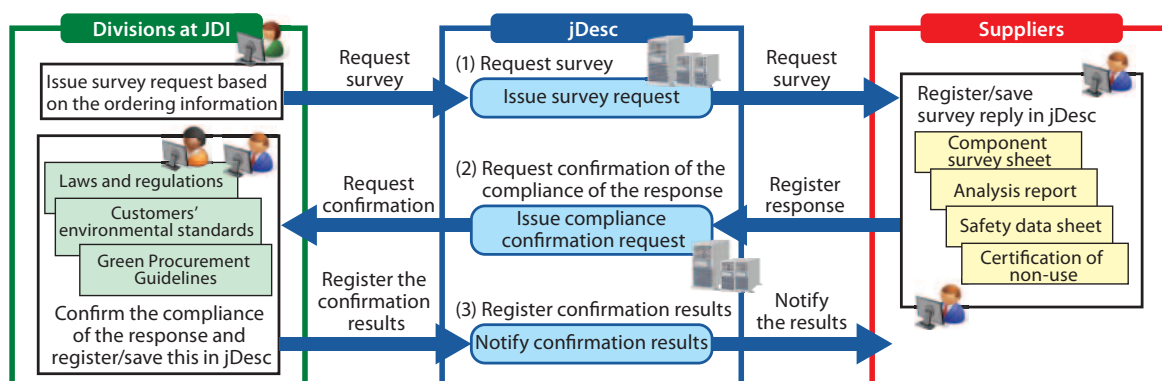 Divisions at JDI
Issue survey request based
on the ordering information
Laws and regulations
Customers’
environmental standards
Green Procurement
Guidelines
Confirm the compliance
of the response and
register/save this in jDesc
Request
survey
Request
confirmation
Register the
confirmation
results
jDesc
(1) Request survey
Issue survey request
(2) Request confirmation of the
compliance of the response
Issue compliance
confirmation request
(3) Register confirmation results
Notify confirmation results
Request
survey
Register
response
Notify
the results
Suppliers
Register/save
survey reply in jDesc
Component
survey sheet
Analysis report
Safety data sheet
Certification of
non-use